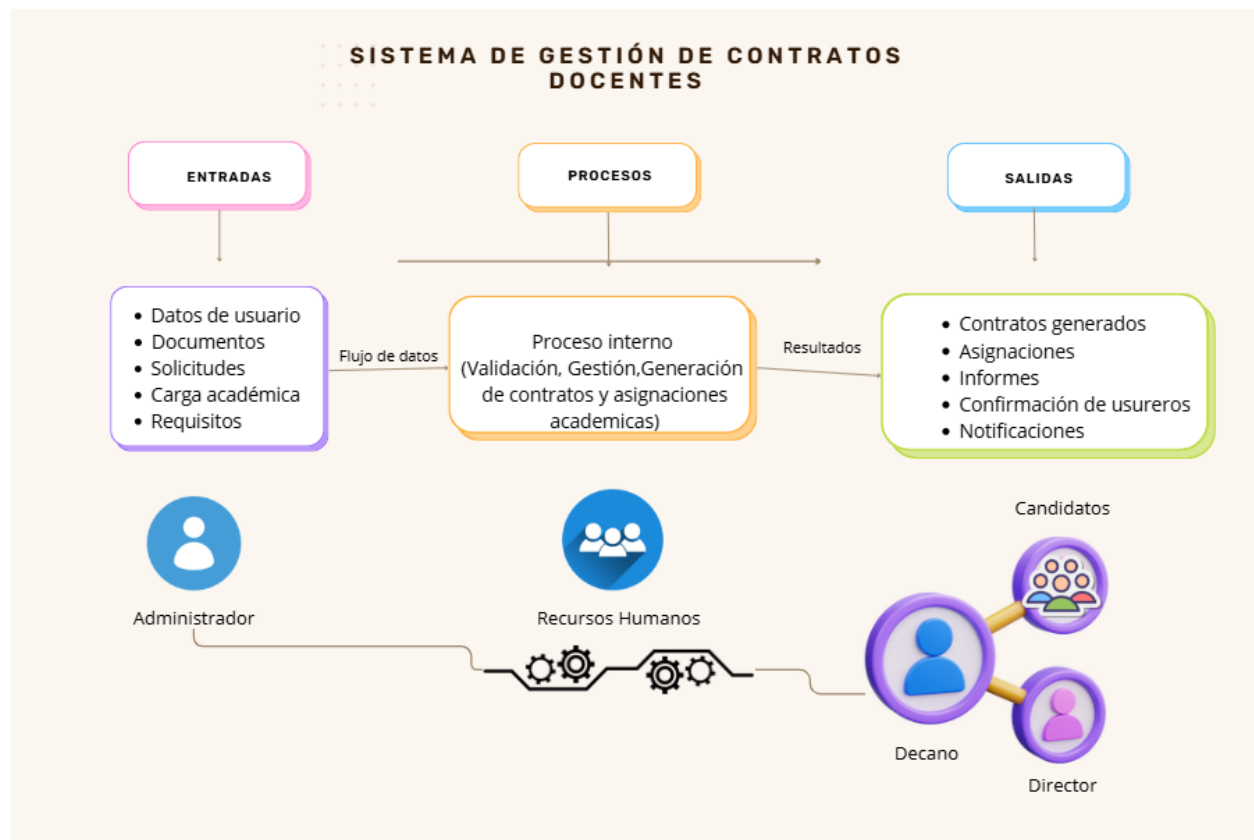 SISTEMA DE GESTIÓN DE CONTRATOS
DOCENTES
ENTRADAS
PROCESOS
SALIDAS
• Datos de usuario
• Documentos
• Solicitudes
• Carga académica
• Requisitos
Flujo de datos
Proceso interno
(Validación, Gestión,Generación
de contratos y asignaciones
academicas)
Resultados
• Contratos generados
• Asignaciones
• Informes
• Confirmación de usureros
• Notificaciones
Administrador
Recursos Humanos
Candidatos
Decano
Director